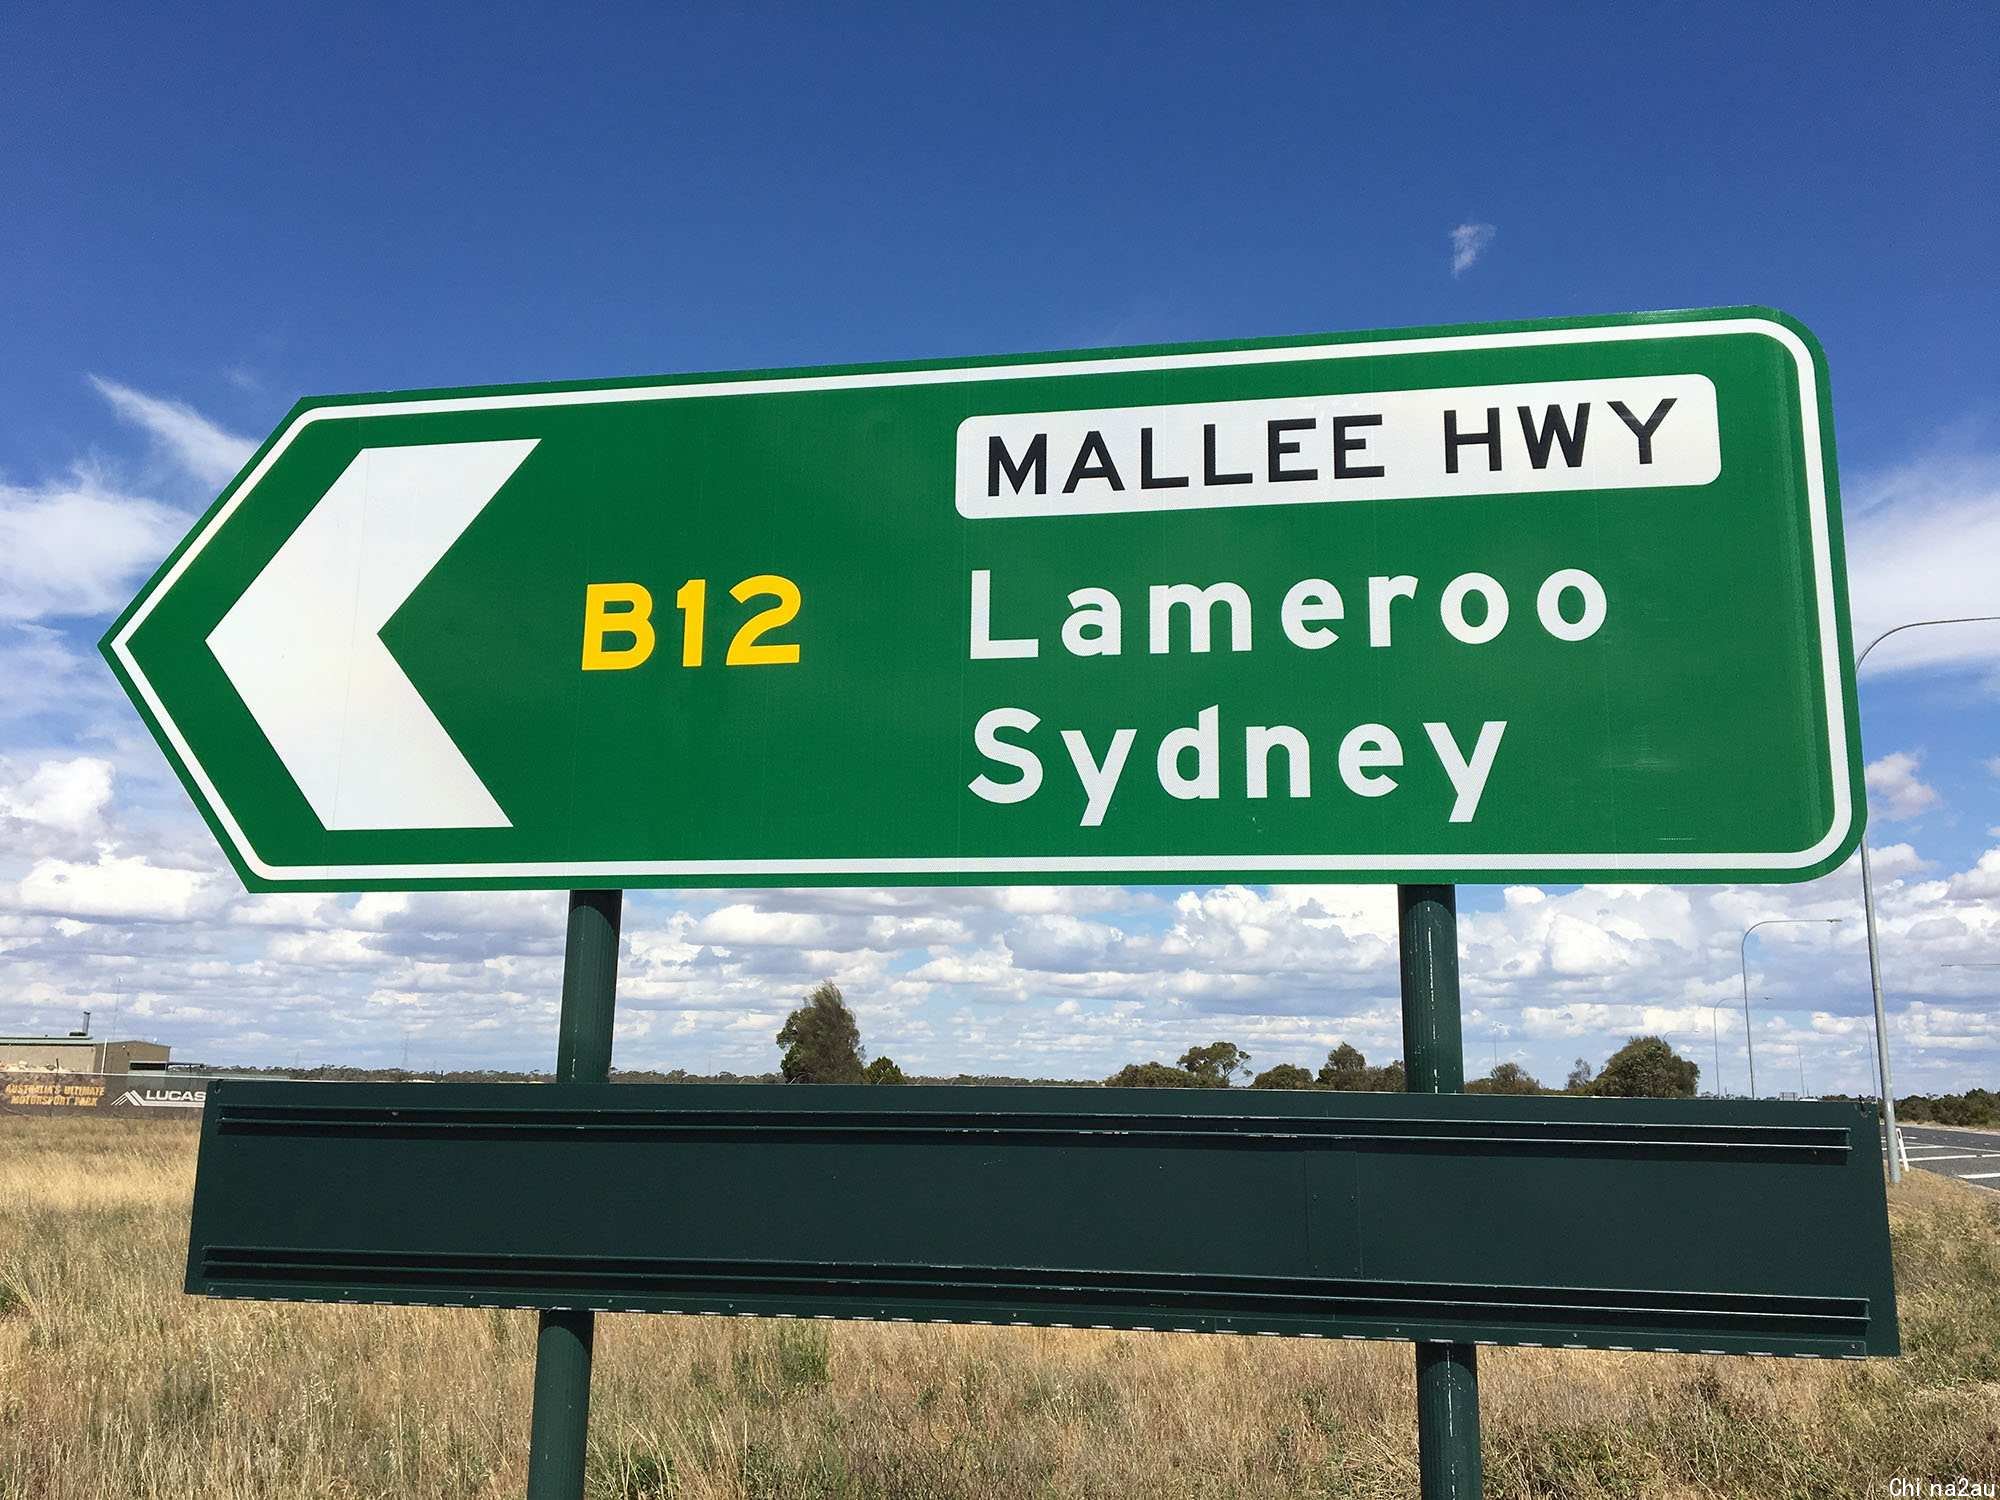 MALLEE HWY
B12 Lameroo
Sydney
AUSTRALIA'S ULTIMATE
MOTORSPORT PARK
LUCAS
China2au